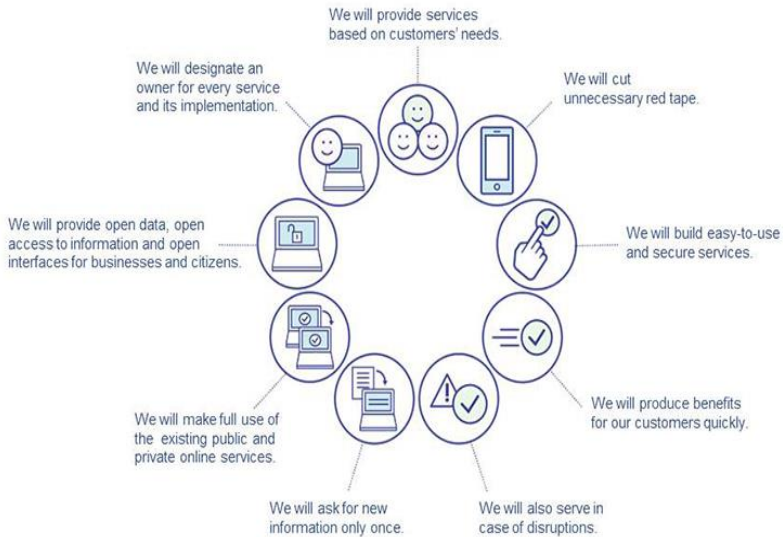 We will provide services
based on customers' needs.
We will cut
unnecessary red tape.
We will build easy-to-use
and secure services.
We will produce benefits
for our customers quickly.
We will also serve in
case of disruptions.
We will ask for new
information only once.
We will make full use of
the existing public and
private online services.
We will provide open data, open
access to information and open
interfaces for businesses and citizens.
We will designate an
owner for every service
and its implementation.